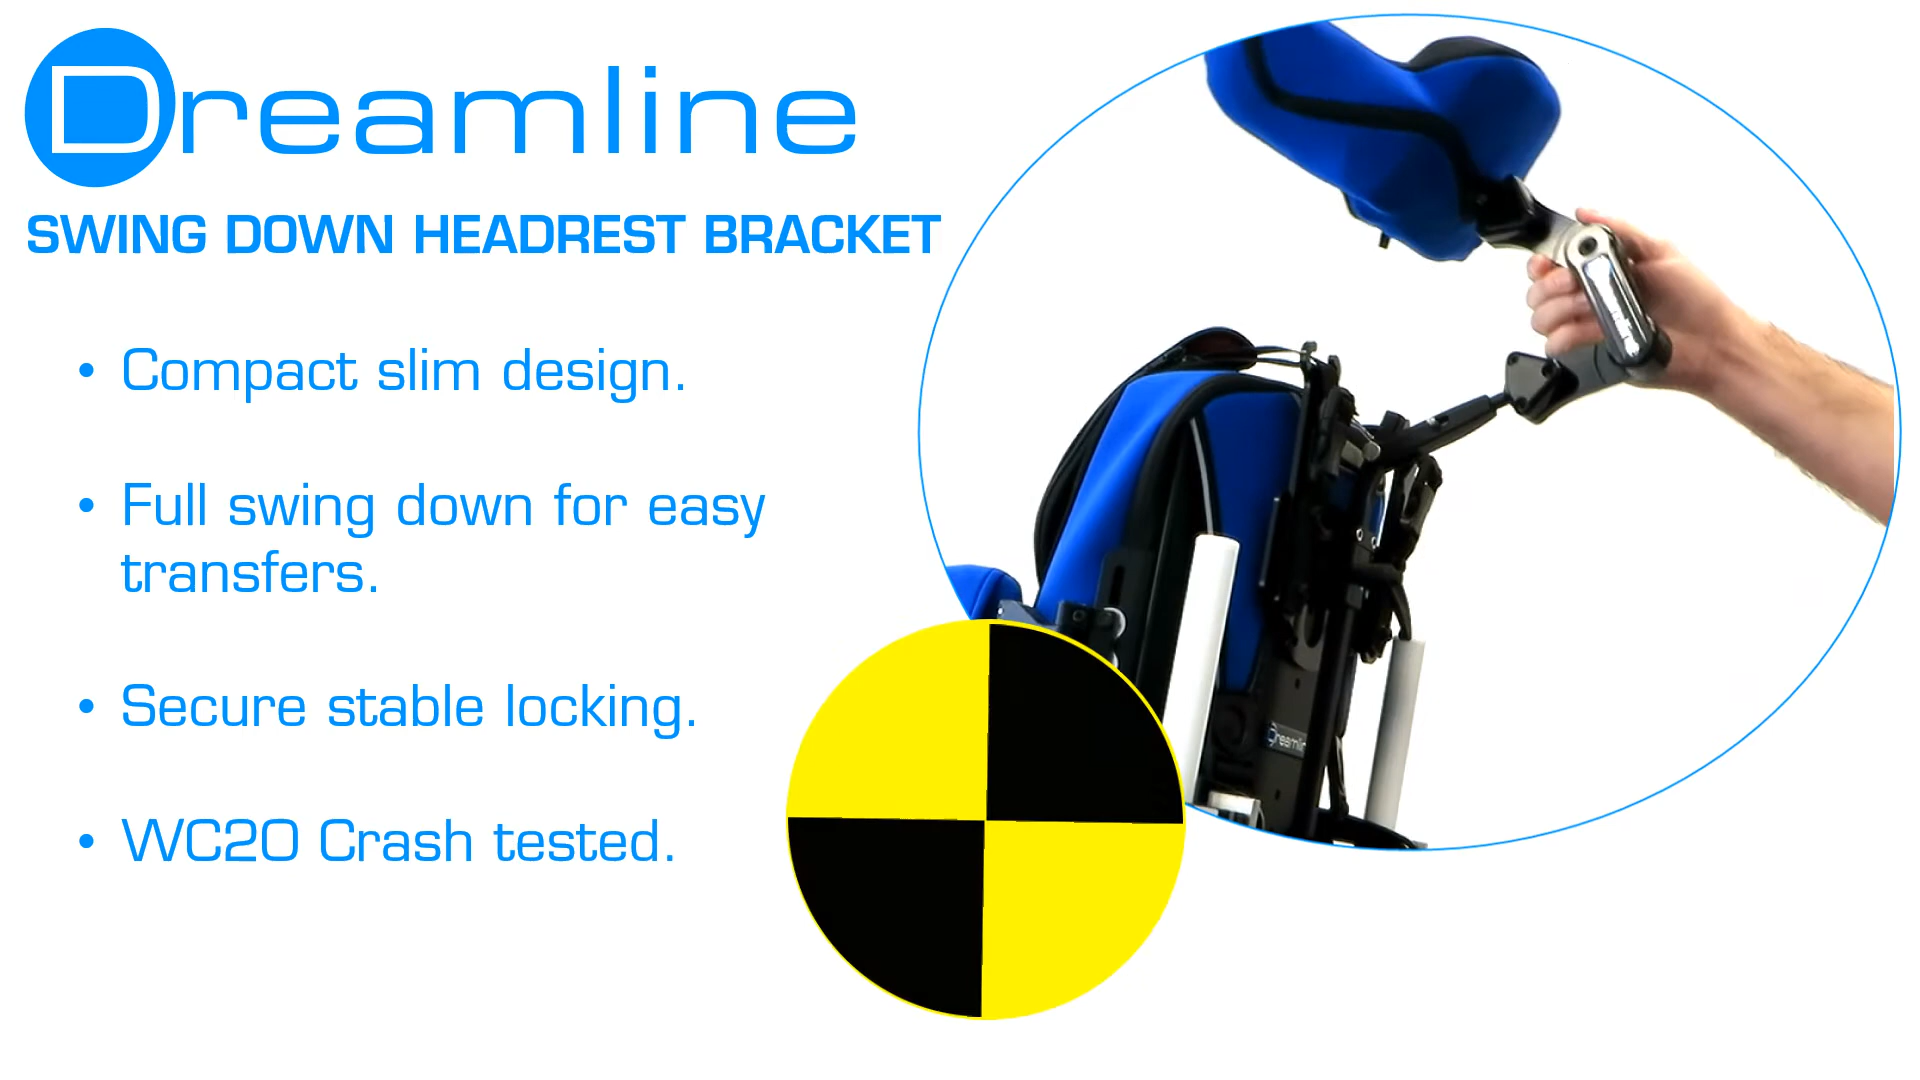 Dreamline
SWING DOWN HEADREST BRACKET
• Compact slim design.
• Full swing down for easy
transfers.
• Secure stable locking.
• WC20 Crash tested.
Dreamlin